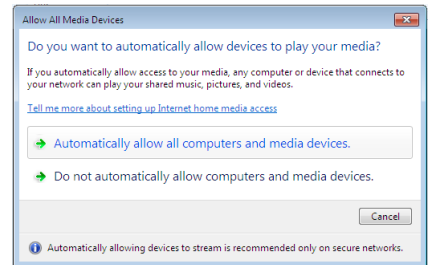 Allow All Media Devices
Do you want to automatically allow devices to play your media?
If you automatically allow access to your media, any computer or device that connects to
your network can play your shared music, pictures, and videos.
Tell me more about setting up Internet home media access
Automatically allow all computers and media devices.
Do not automatically allow computers and media devices.
Cancel
Automatically allowing devices to stream is recommended only on secure networks.